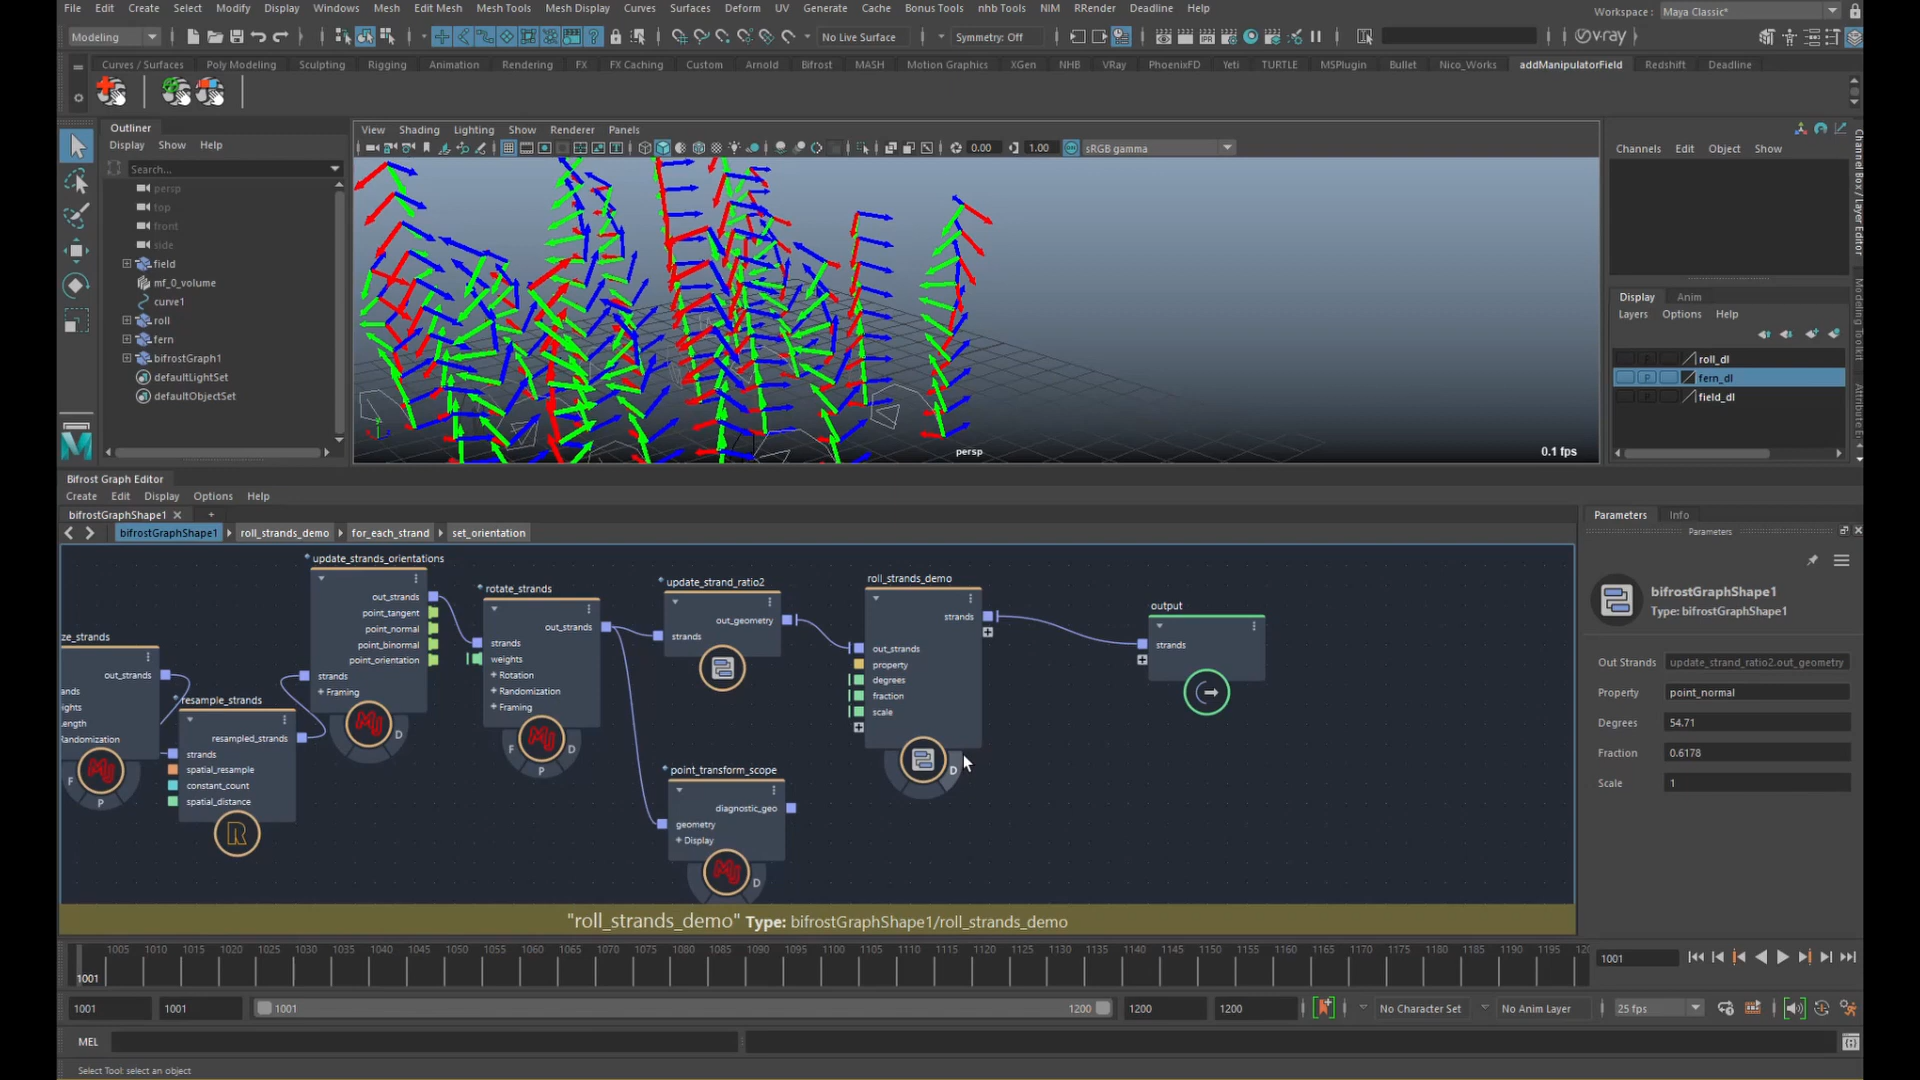 File Edit Create Select Modify Display Windows Mesh Edit Mesh Mesh Tools Mesh Display Curves Surfaces Deform UV Generate Cache Bonus Tools nhb Tools NIM RRender Deadline Help
Workspace : Maya Classic*
Modeling No Live Surface Symmetry: Off v-ray
Curves / Surfaces Poly Modeling Sculpting Rigging Animation Rendering FX FX Caching Custom Arnold Bifrost MASH Motion Graphics XGen NHB VRay PhoenixFD Yeti TURTLE MSPlugin Bullet Nico_Works addManipulatorField Redshift Deadline
Outliner
Display Show Help
Search...
persp
top
front
side
field
mf_0_volume
curve1
roll
fern
bifrostGraph1
defaultLightSet
defaultObjectSet
View Shading Lighting Show Renderer Panels
0.00 1.00 sRGB gamma
persp
0.1 fps
Channels Edit Object Show
Channel Box / Layer Editor
Modeling Toolkit
Display Anim
Layers Options Help
P roll_dl
P fern_dl
field_dl
Bifrost Graph Editor
Create Edit Display Options Help
bifrostGraphShape1
+
bifrostGraphShape1 roll_strands_demo for_each_strand set_orientation
ze_strands
out_strands
ands
ights
ength
Randomization
F
P
resample_strands
resampled_strands
strands
spatial_resample
constant_count
spatial_distance
R
update_strands_orientations
out_strands
point_tangent
point_normal
point_binormal
point_orientation
strands
Framing
D
rotate_strands
out_strands
strands
weights
Rotation
Randomization
Framing
F D
P
update_strand_ratio2
out_geometry
strands
point_transform_scope
diagnostic_geo
geometry
Display
D
roll_strands_demo
strands
out_strands
property
degrees
fraction
scale
D
output
strands
"roll_strands_demo" Type: bifrostGraphShape1/roll_strands_demo
Parameters Info
Parameters
bifrostGraphShape1
Type: bifrostGraphShape1
Out Strands update_strand_ratio2.out_geometry
Property point_normal
Degrees 54.71
Fraction 0.6178
Scale 1
1005 1010 1015 1020 1025 1030 1035 1040 1045 1050 1055 1060 1065 1070 1075 1080 1085 1090 1095 1100 1105 1110 1115 1120 1125 1130 1135 1140 1145 1150 1155 1160 1165 1170 1175 1180 1185 1190 1195 120
1001
1001
1001 1001 1001 1200 1200 1200 No Character Set No Anim Layer 25 fps
MEL
Select Tool: select an object